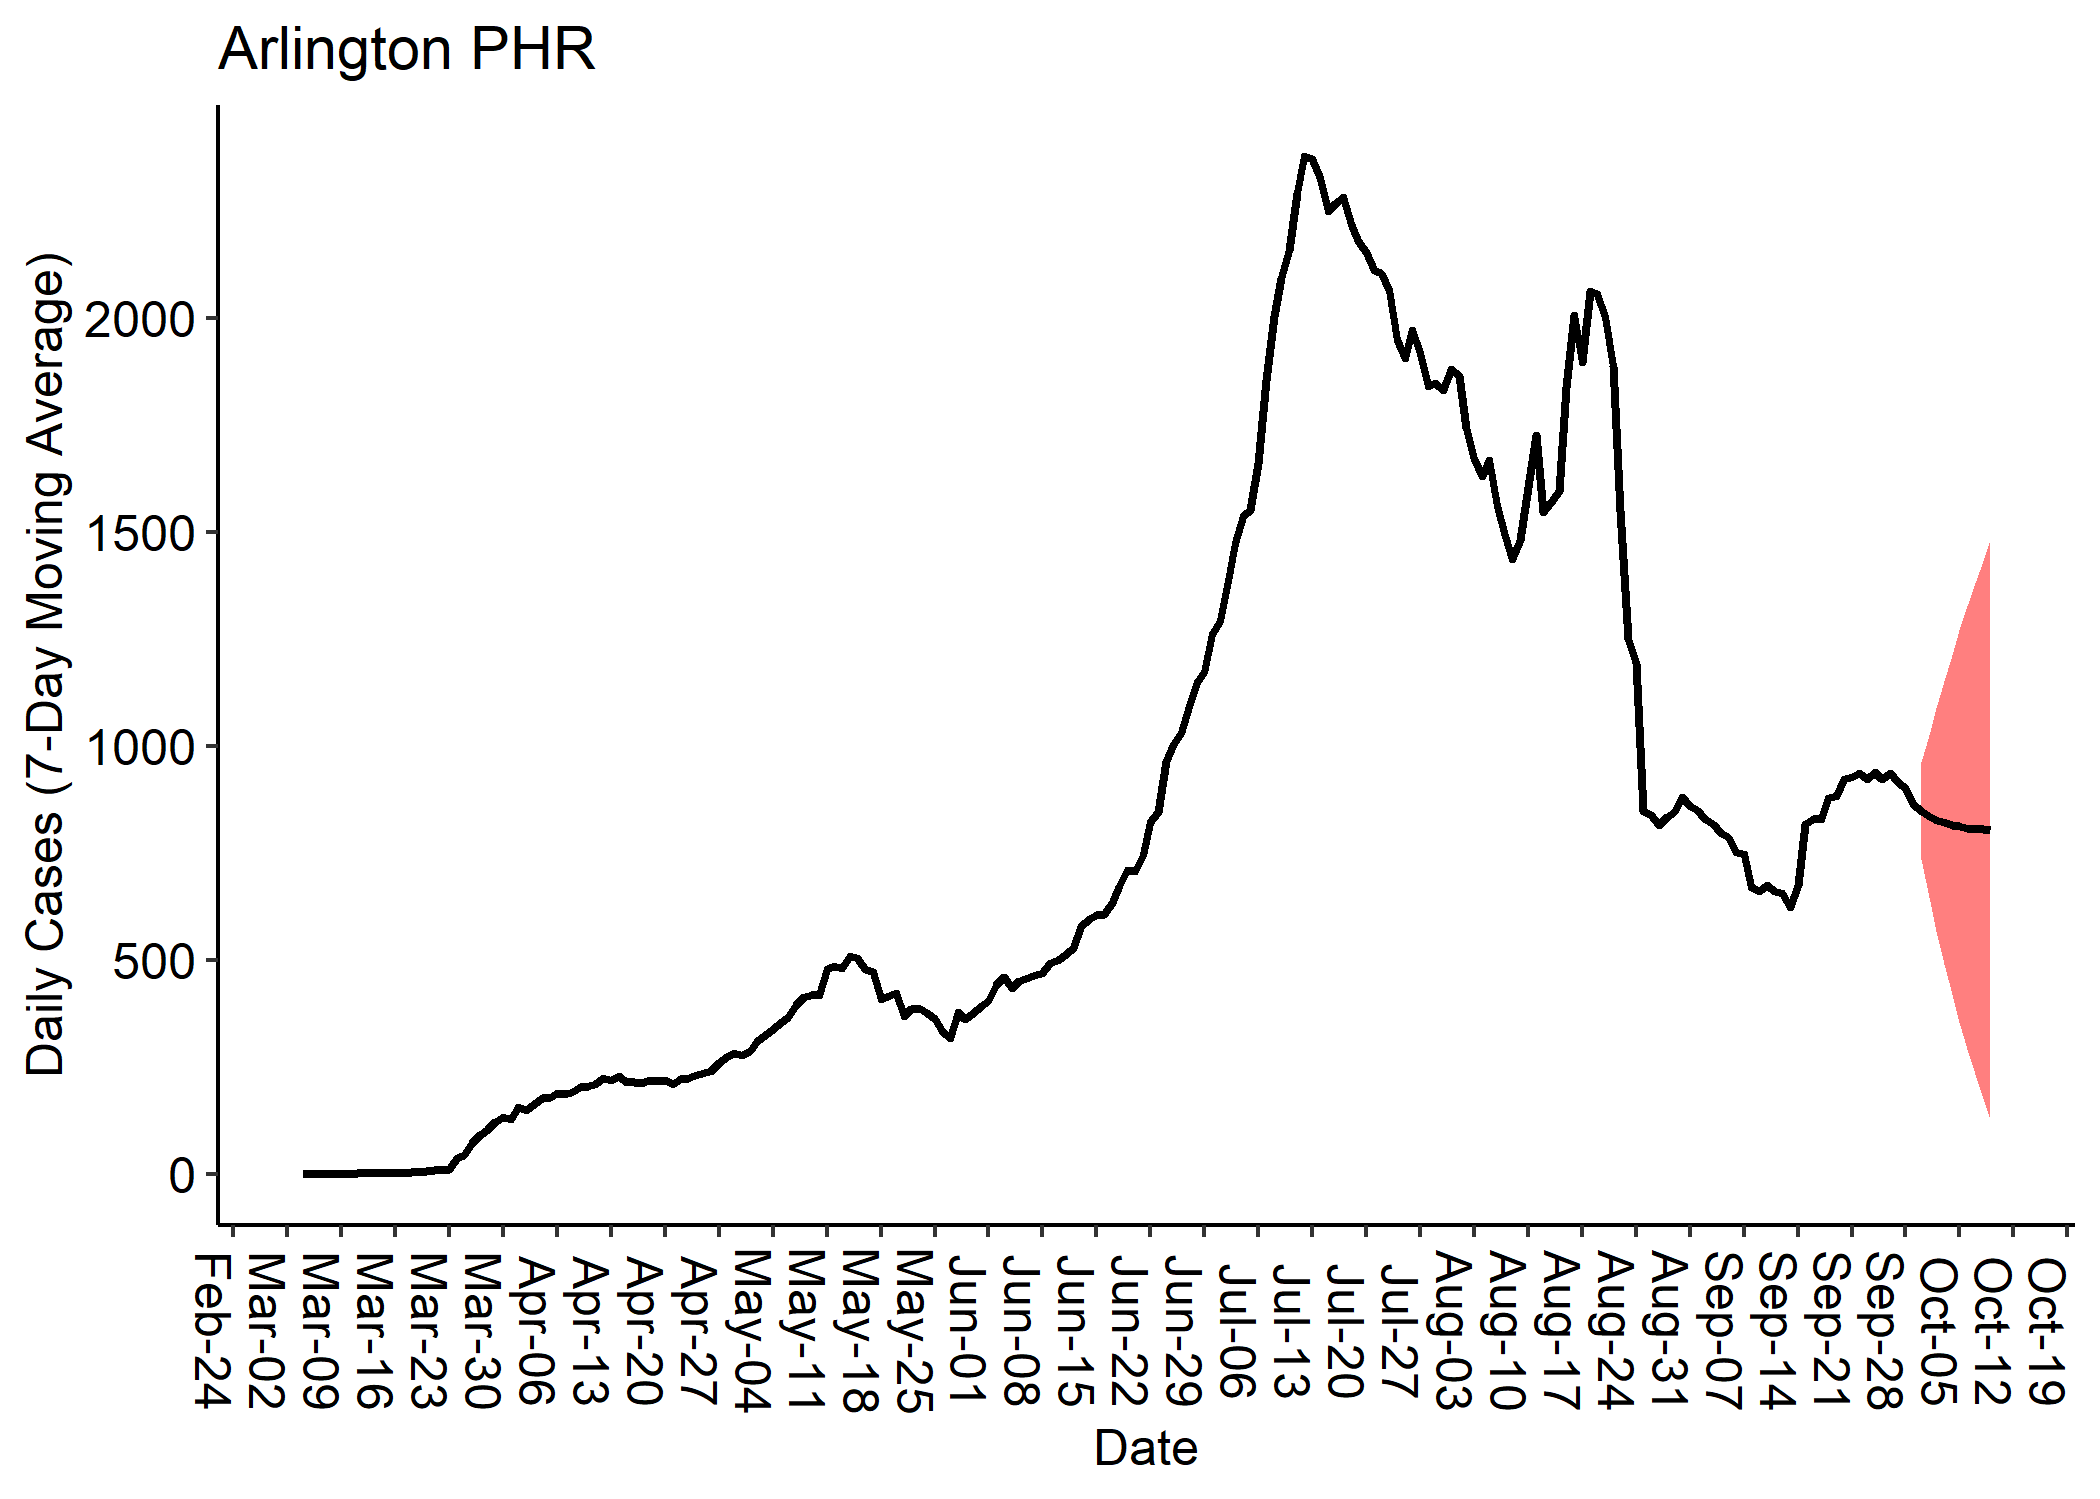 Arlington PHR
Daily Cases (7-Day Moving Average)
2000
1500
1000
500
0
Feb-24
Mar-02
Mar-09
Mar-16
Mar-23
Mar-30
Apr-06
Apr-13
Apr-20
Apr-27
May-04
May-11
May-18
May-25
Jun-01
Jun-08
Jun-15
Jun-22
Jun-29
Jul-06
Jul-13
Jul-20
Jul-27
Aug-03
Aug-10
Aug-17
Aug-24
Aug-31
Sep-07
Sep-14
Sep-21
Sep-28
Oct-05
Oct-12
Oct-19
Date